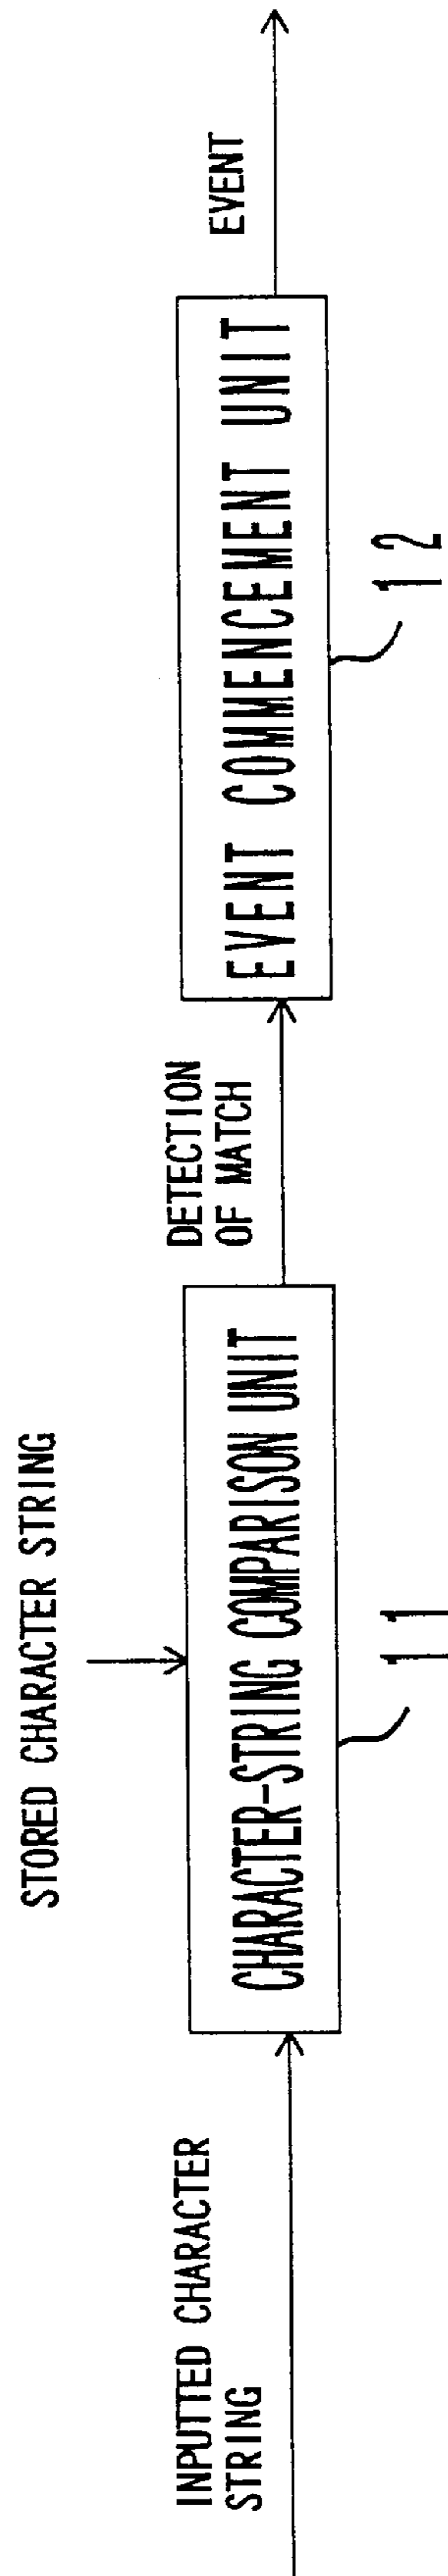 STORED CHARACTER STRING
INPUTTED CHARACTER
STRING
CHARACTER-STRING COMPARISON UNIT
11
DETECTION
OF MATCH
EVENT COMMENCEMENT UNIT
12
EVENT